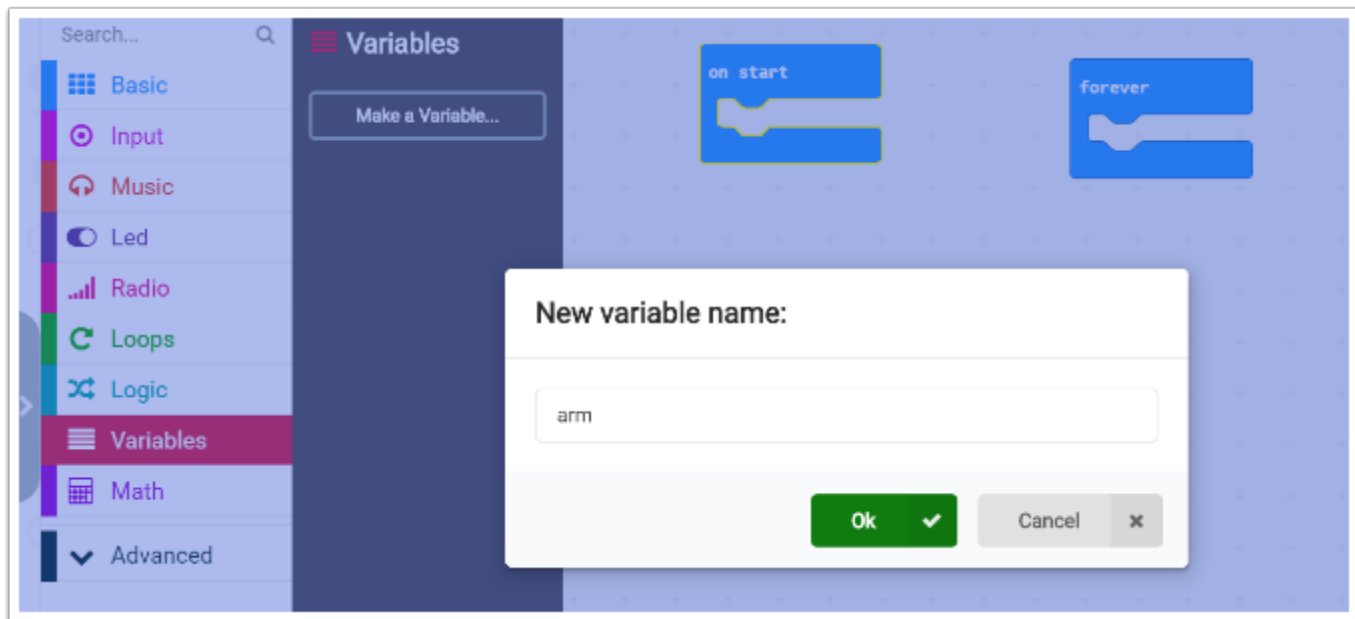 Search...
Basic
Input
Music
Led
Radio
Loops
Logic
Variables
Math
Advanced
Variables
Make a Variable...
on start
forever
New variable name:
arm
Ok
Cancel